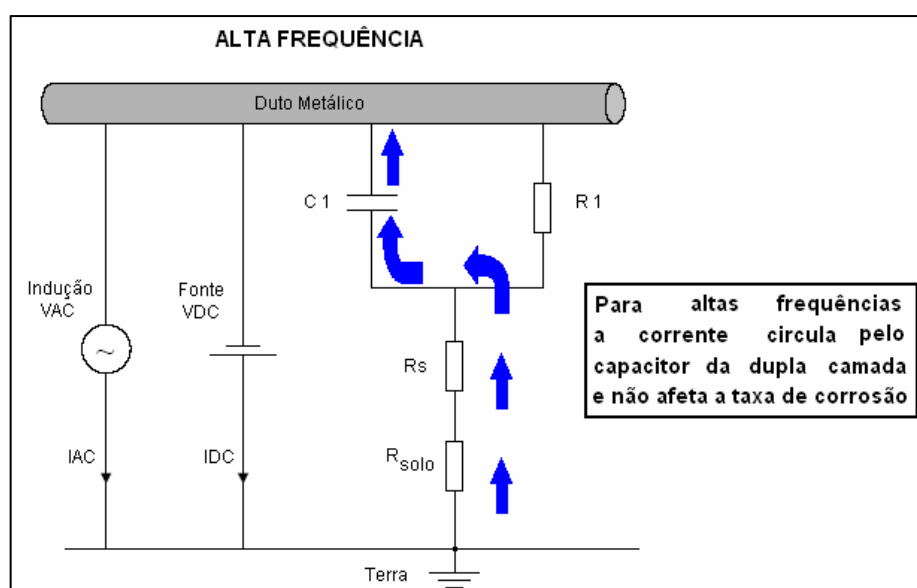 ALTA FREQUÊNCIA
Duto Metálico
C 1
R 1
Indução
VAC
Fonte
VDC
~
Para altas frequências
a corrente circula pelo
capacitor da dupla camada
e não afeta a taxa de corrosão
Rs
IAC
IDC
Rsolo
Terra